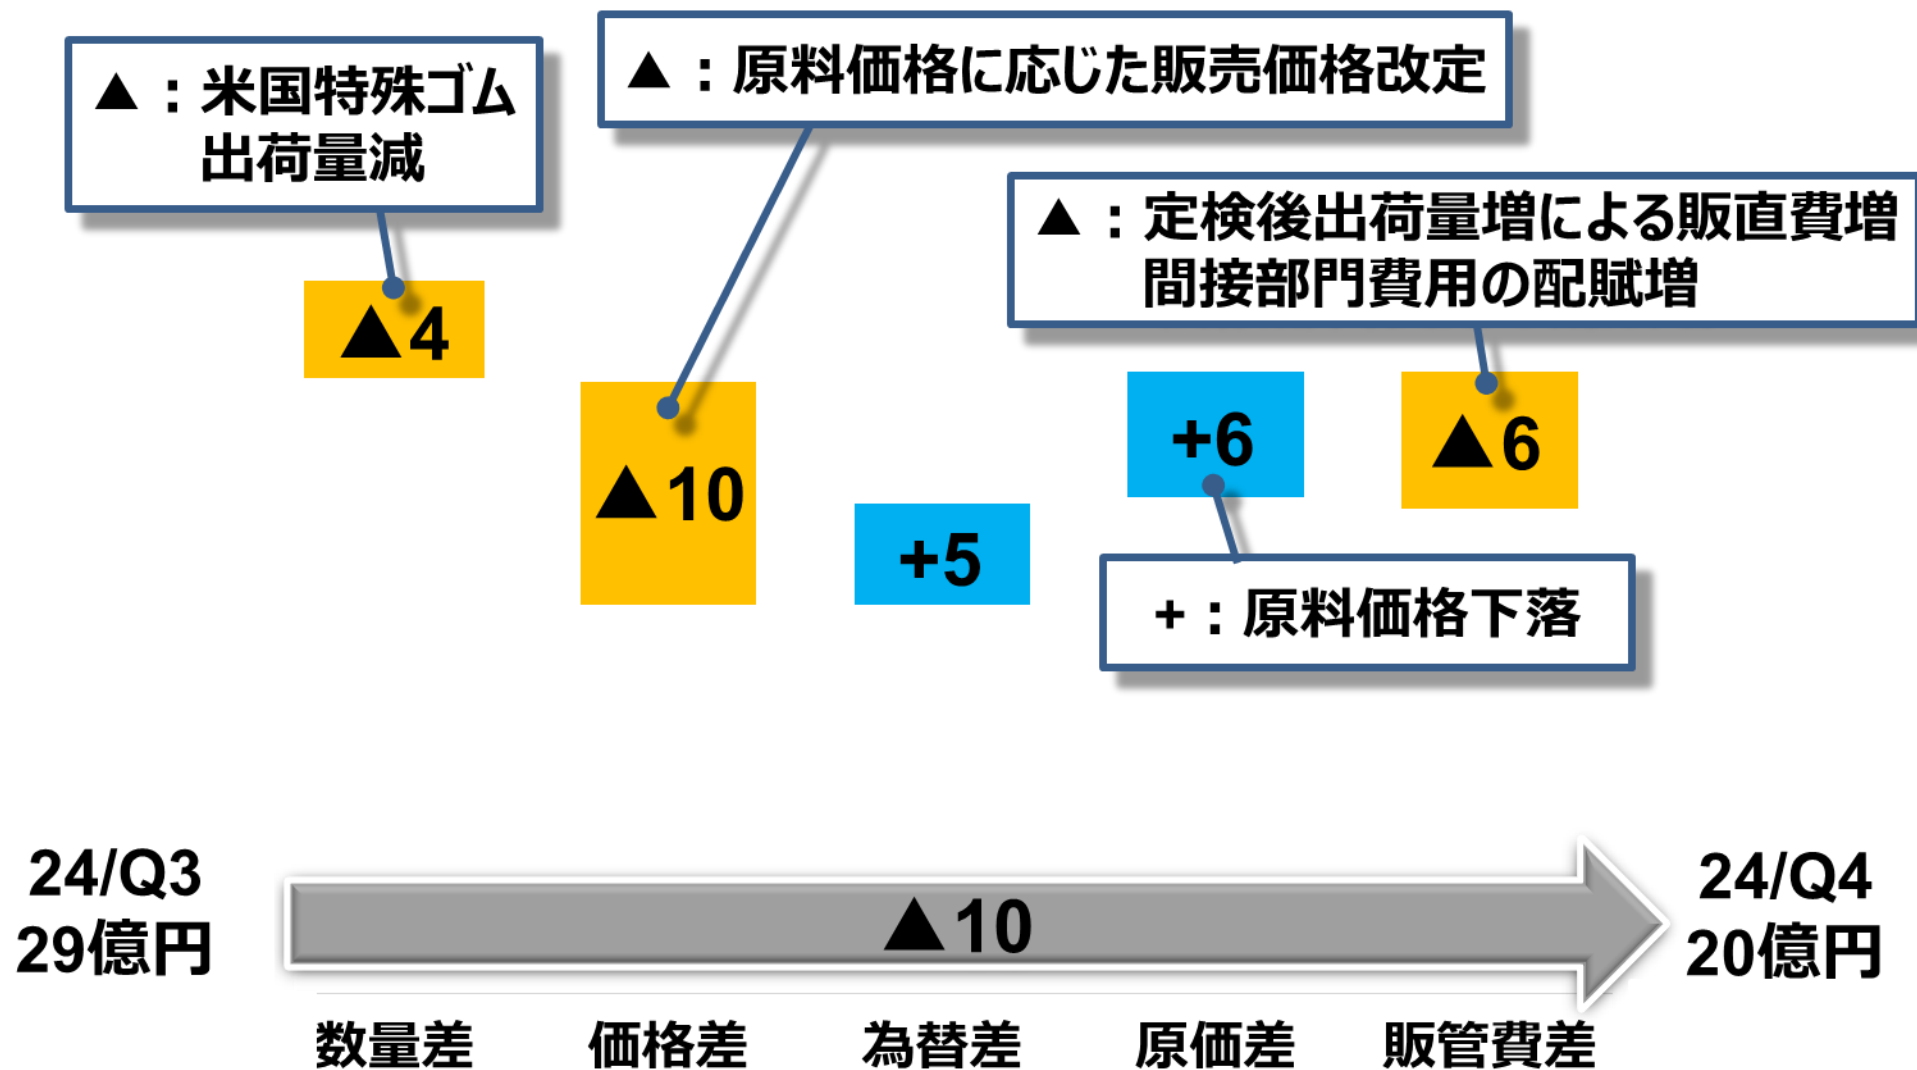 ▲：米国特殊ゴム
出荷量減
▲：原料価格に応じた販売価格改定
▲：定検後出荷量増による販直費増
間接部門費用の配賦増
▲4
▲10
+5
+6
▲6
+：原料価格下落
24/Q3
29億円
▲10
24/Q4
20億円
数量差
価格差
為替差
原価差
販管費差